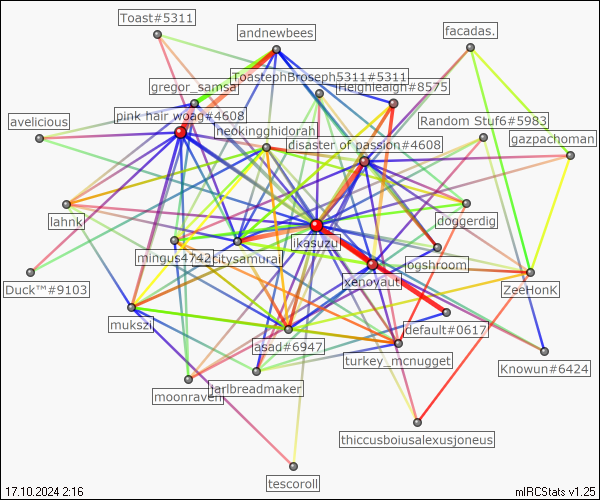 Toast#5311
andnewbees
facadas.
ToastephBroseph5311#5311
gregor_samsa
Heighleaigh#8575
pink hair woag#4608
avelicious
Random Stuf6#5983
neokingghidorah
disaster of passion#4608
gazpachoman
lahnk
doggerdig
ikasuzu
mingus4742
citysamurai
logshroom
xenoyaut
Duck™#9103
ZeeHonK
mukszi
default#0617
asad#6947
turkey_mcnugget
Knowun#6424
moonraven
jarlbreadmaker
thiccusboiusalexusjoneus
tescoroll
17.10.2024 2:16
mIRCStats v1.25